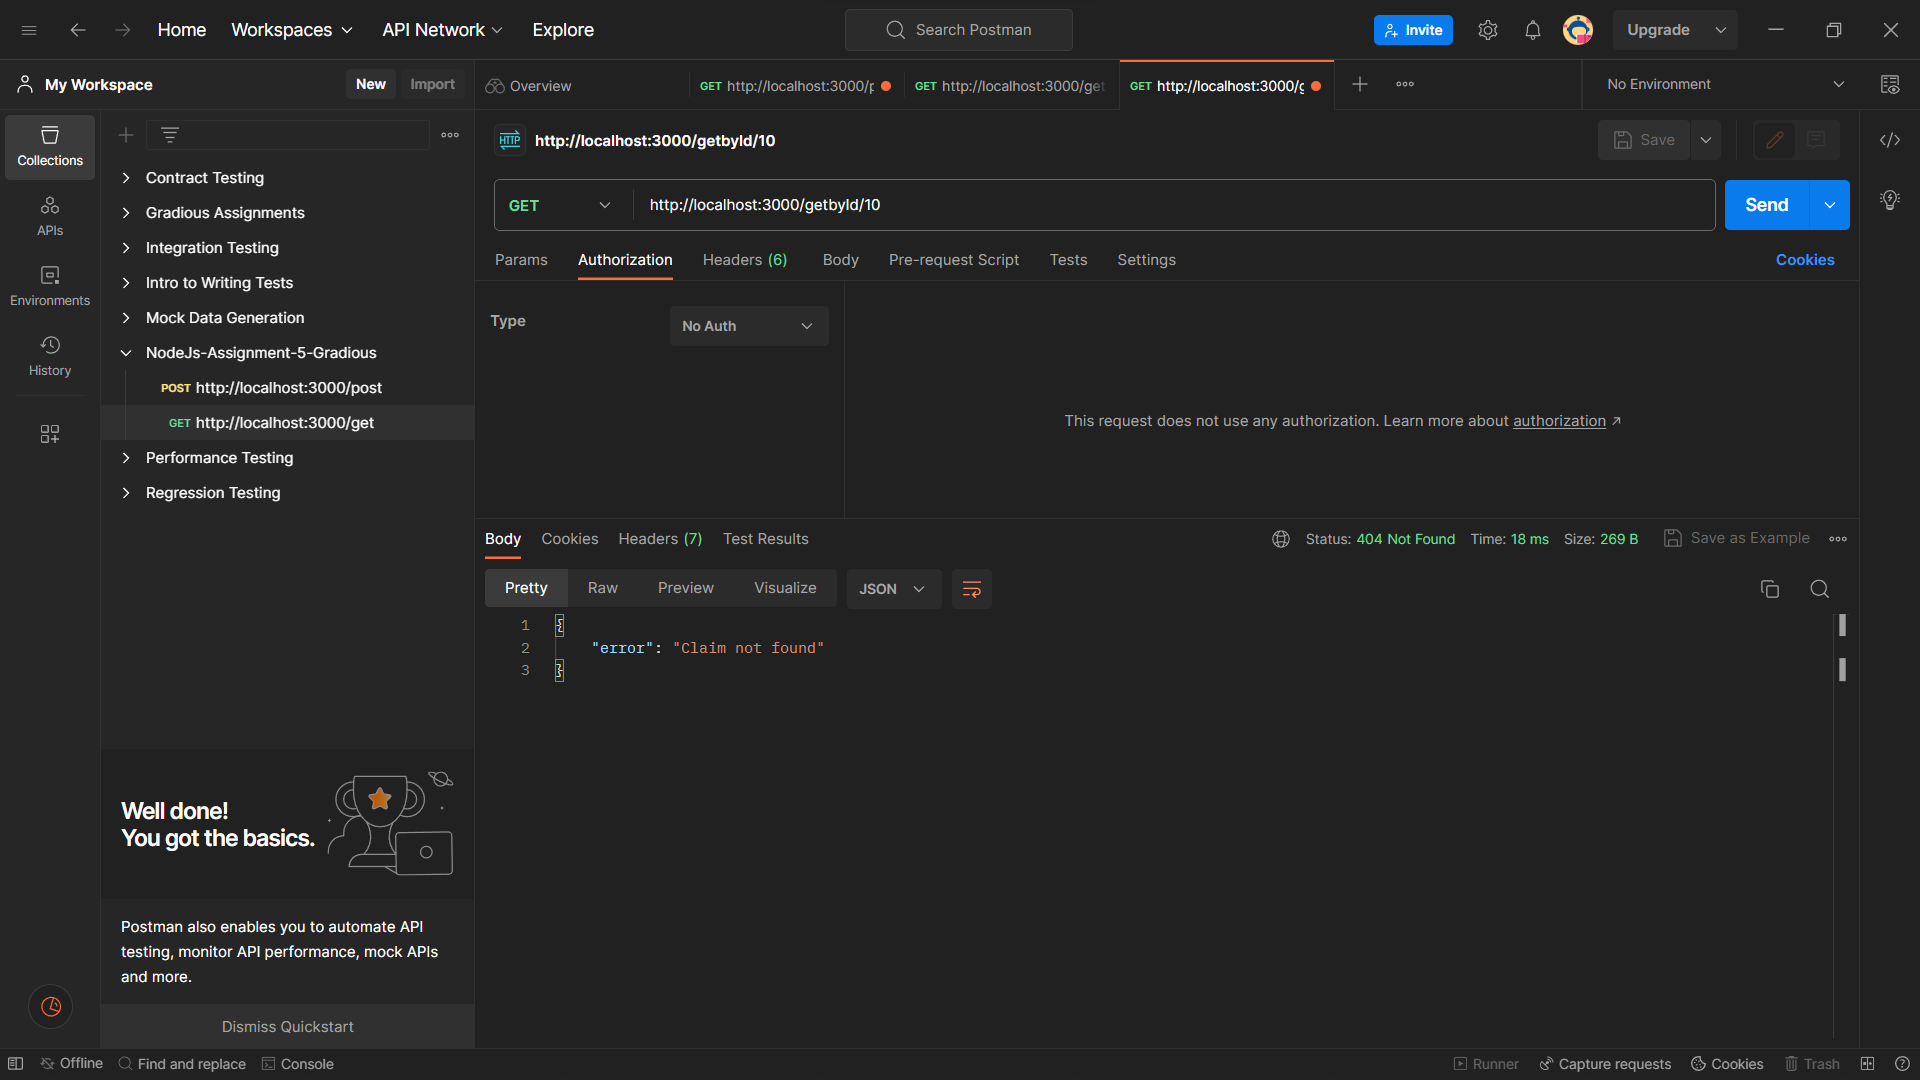 Home Workspaces API Network Explore Search Postman Invite Upgrade
My Workspace New Import Overview GET http://localhost:3000/p GET http://localhost:3000/get GET http://localhost:3000/g No Environment
Collections
APIs
Environments
History
Contract Testing
Gradious Assignments
Integration Testing
Intro to Writing Tests
Mock Data Generation
NodeJs-Assignment-5-Gradious
POST http://localhost:3000/post
GET http://localhost:3000/get
Performance Testing
Regression Testing
Well done!
You got the basics.
Postman also enables you to automate API
testing, monitor API performance, mock APIs
and more.
Dismiss Quickstart
HTTP http://localhost:3000/getbyId/10 Save
GET http://localhost:3000/getbyId/10 Send
Params Authorization Headers (6) Body Pre-request Script Tests Settings Cookies
Type No Auth
This request does not use any authorization. Learn more about authorization ↗
Body Cookies Headers (7) Test Results Status: 404 Not Found Time: 18 ms Size: 269 B Save as Example
Pretty Raw Preview Visualize JSON
1 {
2 "error": "Claim not found"
3 }
Offline Find and replace Console Runner Capture requests Cookies Trash